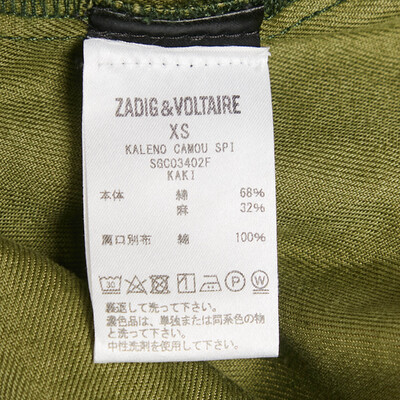 ZADIG&VOLTAIRE
XS
KALENO CAMOU SPI
SGC03402F
KAKI
本体 綿 68%
麻 32%
腰口別布 綿 100%
裏返して洗って下さい。
濃色品は、単独または同系色の物
と洗って下さい。
中性洗剤を使用して下さい。